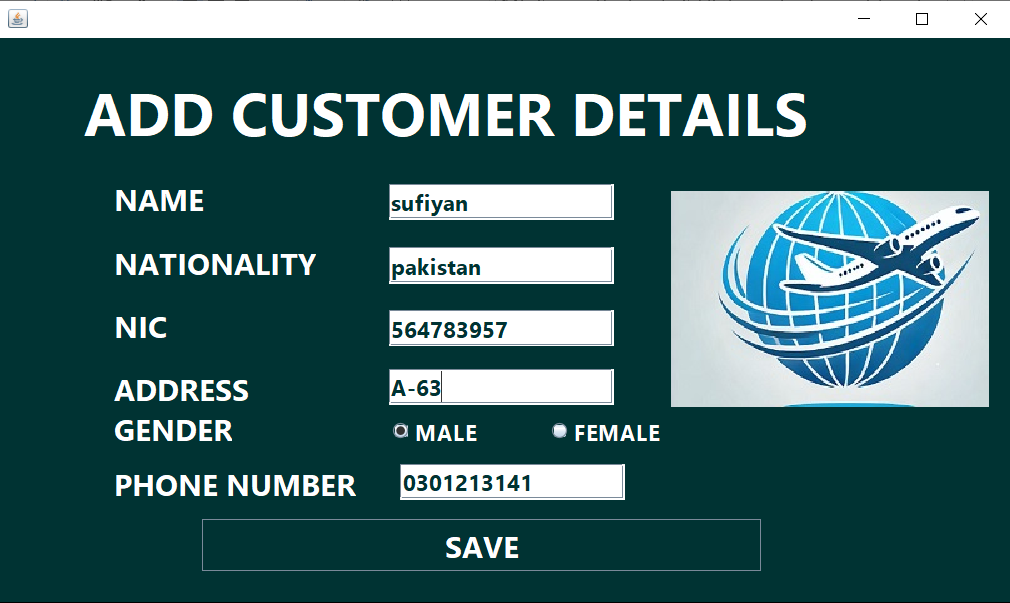 ADD CUSTOMER DETAILS
NAME sufiyan
NATIONALITY pakistan
NIC 564783957
ADDRESS A-63
GENDER MALE FEMALE
PHONE NUMBER 0301213141
SAVE